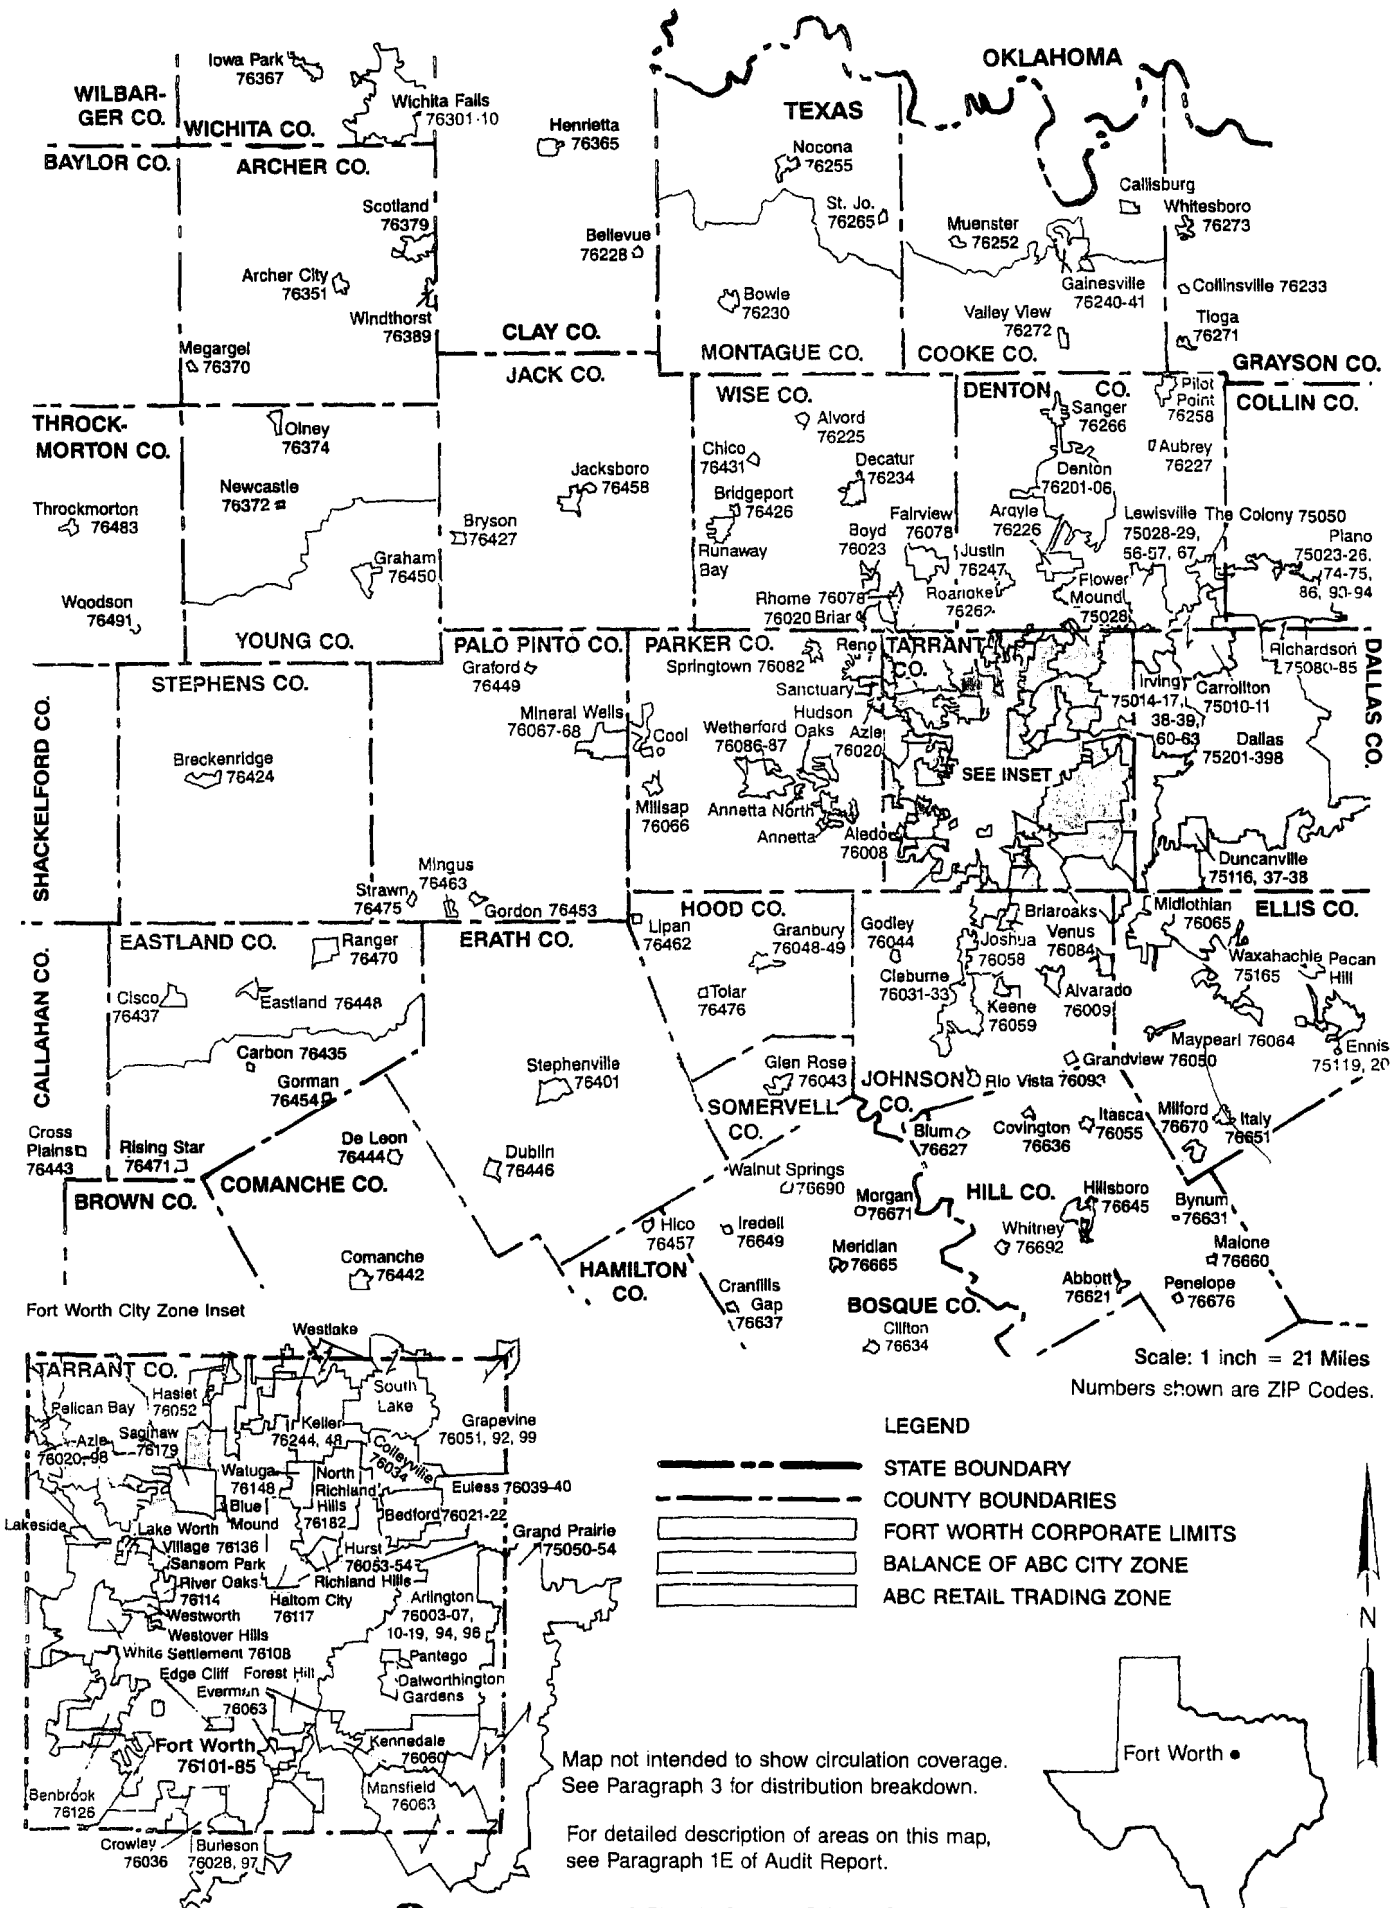 OKLAHOMA
TEXAS
WILBAR-
GER CO.
WICHITA CO.
Iowa Park
76367
Wichita Falls
76301-10
BAYLOR CO.
ARCHER CO.
Scotland
76379
Archer City
76351
Windthorst
76389
Megargel
76370
Henrietta
76365
Bellevue
76228
CLAY CO.
Nocona
76255
St. Jo.
76265
Bowie
76230
MONTAGUE CO.
Muenster
76252
Callisburg
Whitesboro
76273
Gainesville
76240-41
Valley View
76272
COOKE CO.
Collinsville 76233
Tioga
76271
GRAYSON CO.
THROCK-
MORTON CO.
Throckmorton
76483
Woodson
76491
Olney
76374
Newcastle
76372
Graham
76450
YOUNG CO.
JACK CO.
Jacksboro
76458
Bryson
76427
WISE CO.
Alvord
76225
Chico
76431
Decatur
76234
Bridgeport
76426
Runaway
Bay
Boyd
76023
Fairview
76078
Rhome 76078
76020 Briar
DENTON CO.
Pilot
Point
76258
Sanger
76266
Aubrey
76227
Denton
76201-06
Argyle
76226
Justin
76247
Roanoke
76262
Flower
Mound
75028
Lewisville
75028-29,
56-57, 67
The Colony 75050
COLLIN CO.
Plano
75023-26,
74-75,
86, 93-94
SHACKELFORD CO.
STEPHENS CO.
Breckenridge
76424
PALO PINTO CO.
Graford
76449
Mineral Wells
76067-68
Mingus
76463
Strawn
76475
Gordon 76453
PARKER CO.
Springtown 76082
Reno
Sanctuary
Cool
Wetherford
76086-87
Hudson
Oaks
Azle
76020
Millsap
76066
Annetta North
Annetta
Aledo
76008
TARRANT
CO.
SEE INSET
Irving
75014-17,
38-39,
60-63
Carrollton
75010-11
Richardson
75080-85
Dallas
75201-398
DALLAS CO.
Duncanville
75116, 37-38
CALLAHAN CO.
EASTLAND CO.
Ranger
76470
Cisco
76437
Eastland 76448
Carbon 76435
Gorman
76454
Cross
Plains
76443
Rising Star
76471
ERATH CO.
Stephenville
76401
Dublin
76446
HOOD CO.
Lipan
76462
Granbury
76048-49
Tolar
76476
Godley
76044
Cleburne
76031-33
Briaroaks
Joshua
76058
Venus
76084
Keene
76059
Alvarado
76009
Grandview 76050
Rio Vista 76093
JOHNSON
CO.
Midlothian
76065
ELLIS CO.
Waxahachie
75165
Pecan
Hill
Maypearl 76064
Ennis
75119, 20
Milford
76670
Italy
76651
Glen Rose
76043
SOMERVELL
CO.
De Leon
76444
COMANCHE CO.
Comanche
76442
BROWN CO.
Blum
76627
Covington
76636
Itasca
76055
HILL CO.
Hillsboro
76645
Whitney
76692
Bynum
76631
Malone
76660
Abbott
76621
Penelope
76676
Walnut Springs
76690
Morgan
76671
Iredell
76649
Meridian
76665
Cranfills
Gap
76637
BOSQUE CO.
Clifton
76634
Hico
76457
HAMILTON
CO.
Fort Worth City Zone Inset
Westlake
TARRANT CO.
Haslet
76052
South
Lake
Pelican Bay
Azle
76020, 98
Saginaw
76179
Keller
76244, 48
Colleyville
76034
Grapevine
76051, 92, 99
Watuga
76148
North
Richland
Hills
76182
Euless 76039-40
Blue
Mound
Bedford 76021-22
Lakeside
Lake Worth
Village 76136
Sansom Park
River Oaks
76114
Hurst
76053-54
Richland Hills
Grand Prairie
75050-54
Haltom City
76117
Arlington
76003-07,
10-19, 94, 96
Westworth
Westover Hills
White Settlement 76108
Pantego
Edge Cliff
Forest Hill
Everman
76063
Dalworthington
Gardens
Fort Worth
76101-85
Kennedale
76060
Benbrook
76126
Mansfield
76063
Crowley
76036
Burleson
76028, 97
Scale: 1 inch = 21 Miles
Numbers shown are ZIP Codes.
LEGEND
STATE BOUNDARY
COUNTY BOUNDARIES
FORT WORTH CORPORATE LIMITS
BALANCE OF ABC CITY ZONE
ABC RETAIL TRADING ZONE
N
Fort Worth
Map not intended to show circulation coverage.
See Paragraph 3 for distribution breakdown.
For detailed description of areas on this map,
see Paragraph 1E of Audit Report.